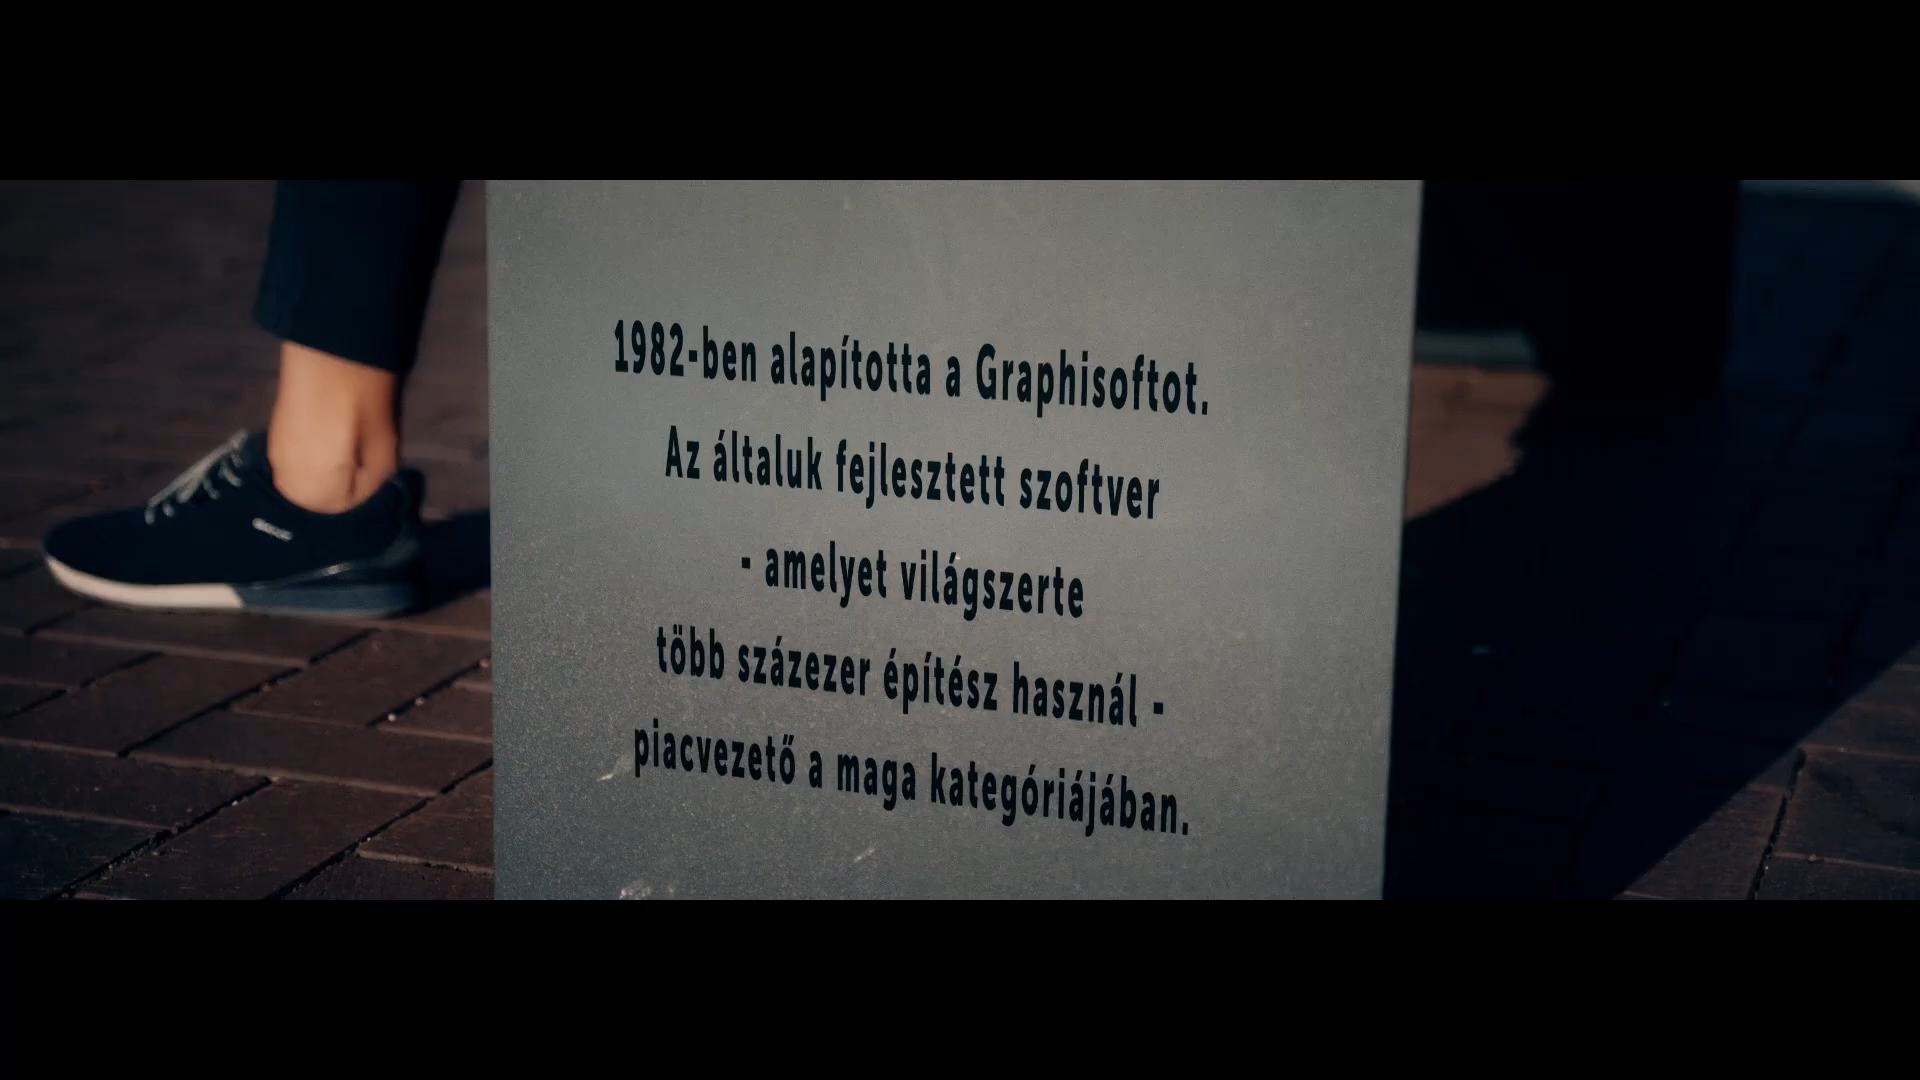 1982-ben alapította a Graphisoftot.
Az általuk fejlesztett szoftver
- amelyet világszerte
több százezer építész használ -
piacvezető a maga kategóriájában.